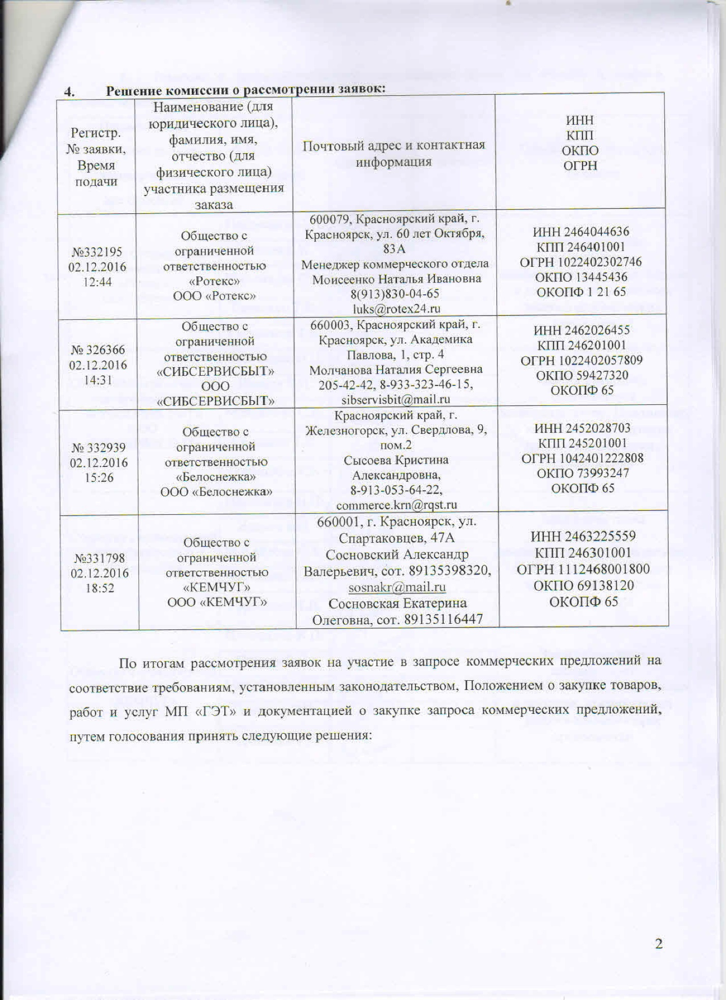 4. Решение комиссии о рассмотрении заявок:
Регистр.
№ заявки,
Время
подачи
Наименование (для
юридического лица),
фамилия, имя,
отчество (для
физического лица)
участника размещения
заказа
Почтовый адрес и контактная
информация
ИНН
КПП
ОКПО
ОГРН
№332195
02.12.2016
12:44
Общество с
ограниченной
ответственностью
«Ротекс»
ООО «Ротекс»
600079, Красноярский край, г.
Красноярск, ул. 60 лет Октября,
83А
Менеджер коммерческого отдела
Моисеенко Наталья Ивановна
8(913)830-04-65
luks@rotex24.ru
ИНН 2464044636
КПП 246401001
ОГРН 1022402302746
ОКПО 13445436
ОКОПФ 1 21 65
№ 326366
02.12.2016
14:31
Общество с
ограниченной
ответственностью
«СИБСЕРВИСБЫТ»
ООО
«СИБСЕРВИСБЫТ»
660003, Красноярский край, г.
Красноярск, ул. Академика
Павлова, 1, стр. 4
Молчанова Наталия Сергеевна
205-42-42, 8-933-323-46-15,
sibservisbit@mail.ru
ИНН 2462026455
КПП 246201001
ОГРН 1022402057809
ОКПО 59427320
ОКОПФ 65
№ 332939
02.12.2016
15:26
Общество с
ограниченной
ответственностью
«Белоснежка»
ООО «Белоснежка»
Красноярский край, г.
Железногорск, ул. Свердлова, 9,
пом.2
Сысоева Кристина
Александровна,
8-913-053-64-22,
commerce.krn@rqst.ru
ИНН 2452028703
КПП 245201001
ОГРН 1042401222808
ОКПО 73993247
ОКОПФ 65
№331798
02.12.2016
18:52
Общество с
ограниченной
ответственностью
«КЕМЧУГ»
ООО «КЕМЧУГ»
660001, г. Красноярск, ул.
Спартаковцев, 47А
Сосновский Александр
Валерьевич, сот. 89135398320,
sosnakr@mail.ru
Сосновская Екатерина
Олеговна, сот. 89135116447
ИНН 2463225559
КПП 246301001
ОГРН 1112468001800
ОКПО 69138120
ОКОПФ 65
По итогам рассмотрения заявок на участие в запросе коммерческих предложений на
соответствие требованиям, установленным законодательством, Положением о закупке товаров,
работ и услуг МП «ГЭТ» и документацией о закупке запроса коммерческих предложений,
путем голосования принять следующие решения:
2